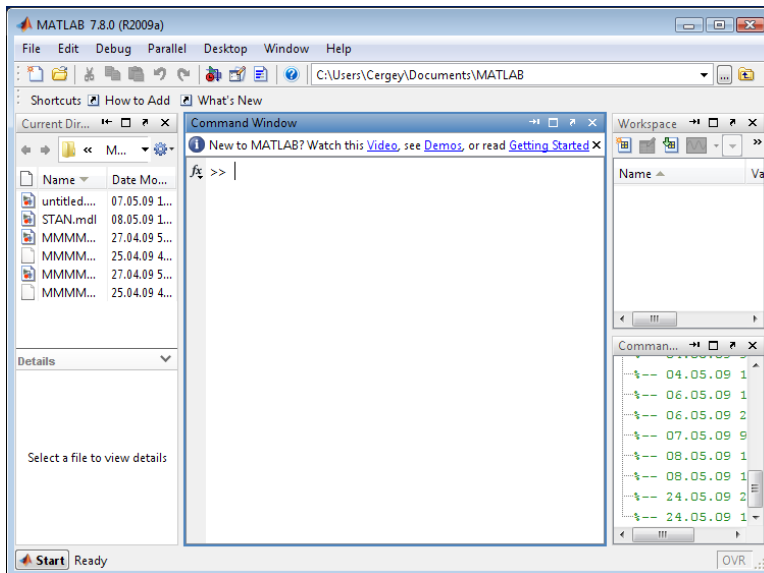 MATLAB 7.8.0 (R2009a)
File Edit Debug Parallel Desktop Window Help
C:\Users\Cergey\Documents\MATLAB
Shortcuts How to Add What's New
Current Dir...
« M...
Name Date Mo...
untitled.... 07.05.09 1...
STAN.mdl 08.05.09 1...
MMMM... 27.04.09 5...
MMMM... 25.04.09 4...
MMMM... 27.04.09 5...
MMMM... 25.04.09 4...
Details
Select a file to view details
Command Window
New to MATLAB? Watch this Video, see Demos, or read Getting Started
fx >>
Workspace
Name Va
Comman...
%-- 04.05.09 1
%-- 06.05.09 1
%-- 06.05.09 2
%-- 07.05.09 9
%-- 08.05.09 1
%-- 08.05.09 1
%-- 24.05.09 2
%-- 24.05.09 1
Start Ready
OVR